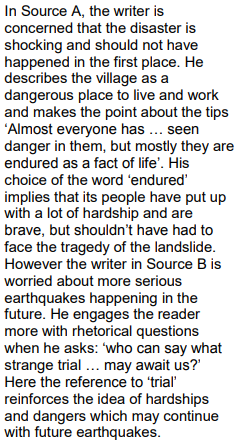 In Source A, the writer is
concerned that the disaster is
shocking and should not have
happened in the first place. He
describes the village as a
dangerous place to live and work
and makes the point about the tips
‘Almost everyone has … seen
danger in them, but mostly they are
endured as a fact of life’. His
choice of the word ‘endured’
implies that its people have put up
with a lot of hardship and are
brave, but shouldn’t have had to
face the tragedy of the landslide.
However the writer in Source B is
worried about more serious
earthquakes happening in the
future. He engages the reader
more with rhetorical questions
when he asks: ‘who can say what
strange trial … may await us?’
Here the reference to ‘trial’
reinforces the idea of hardships
and dangers which may continue
with future earthquakes.